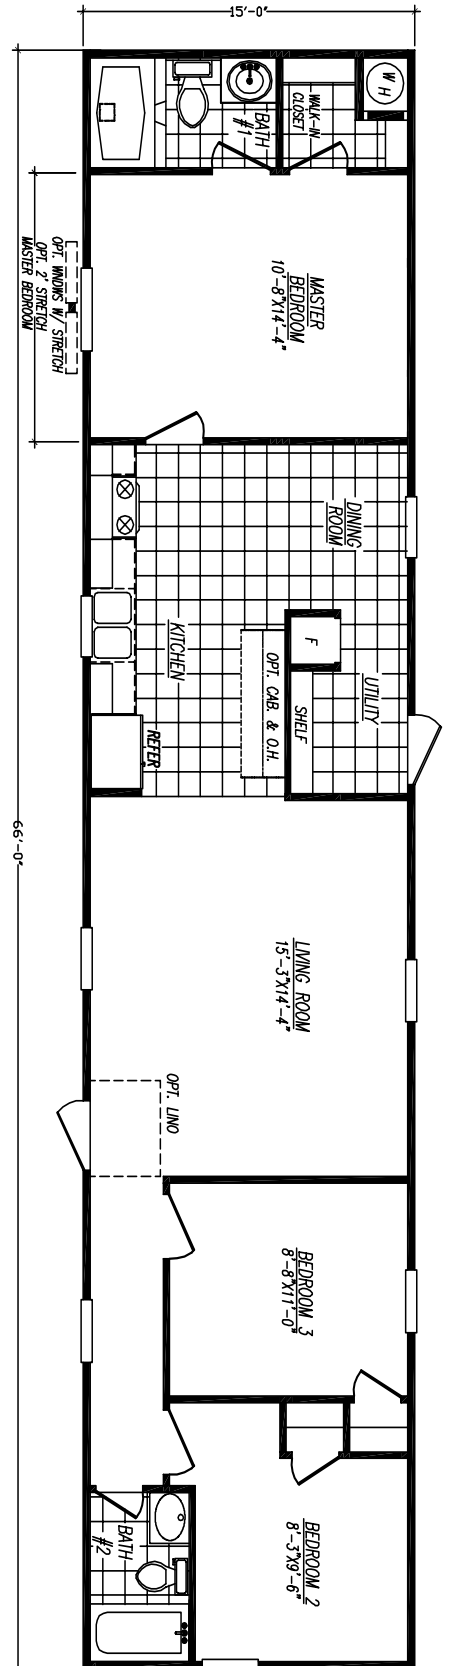 15'-0"
W H
WALK-IN
CLOSET
BATH
#1
MASTER
BEDROOM
10'-8"X14'-4"
OPT. WNDWS W/ STRETCH
OPT. 2' STRETCH
MASTER BEDROOM
DINING
ROOM
KITCHEN
F
UTILITY
OPT. CAB. & O.H.
SHELF
REFER
66'-0"
LIVING ROOM
15'-3"X14'-4"
OPT. LINO
BEDROOM 3
8'-8"X11'-0"
BEDROOM 2
8'-3"X9'-6"
BATH
#2